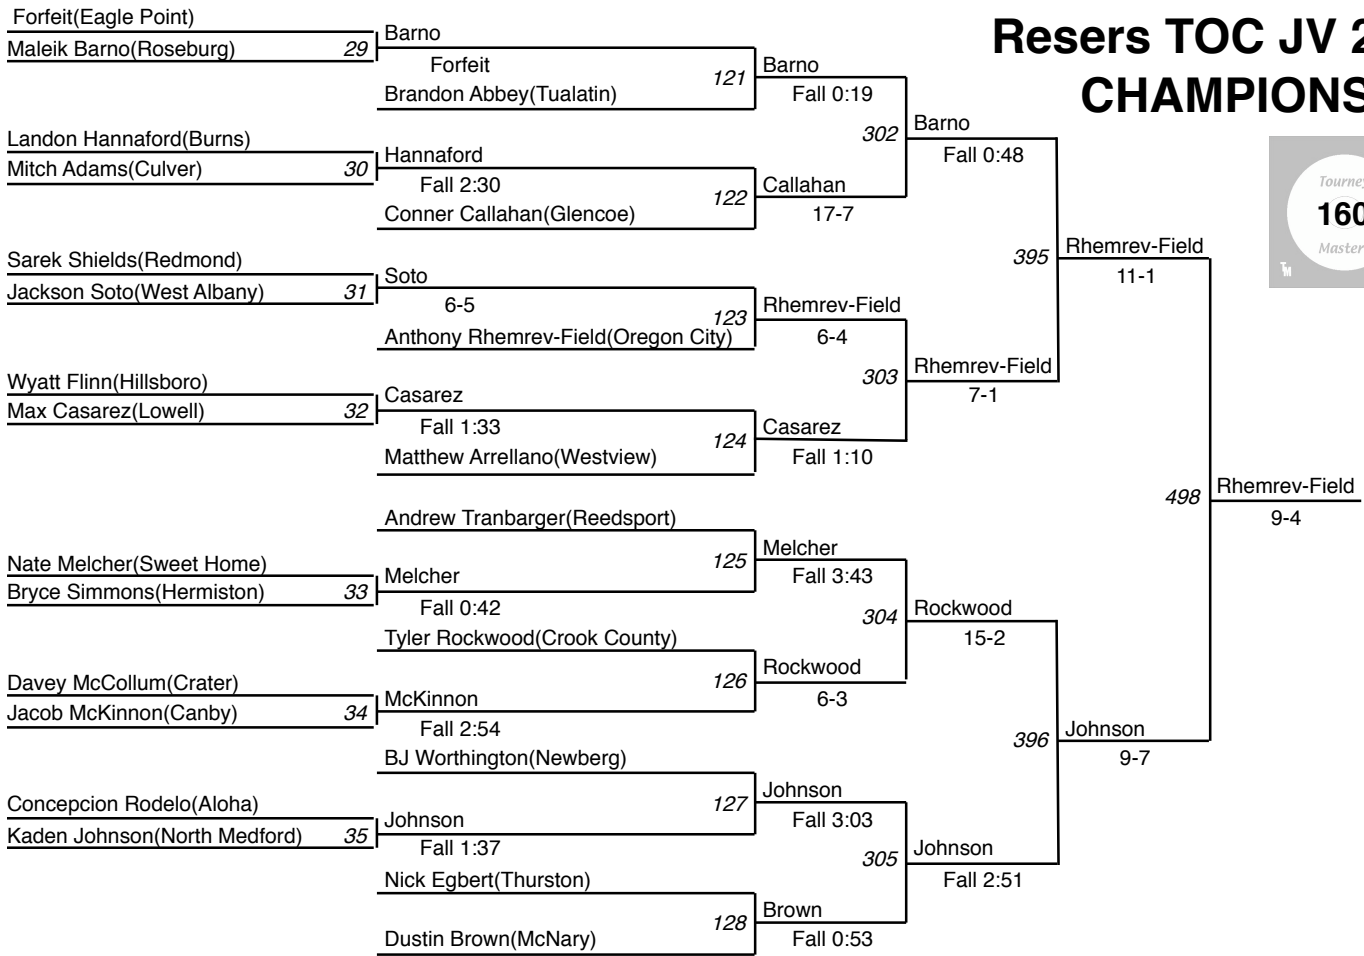 Resers TOC JV 2
CHAMPIONS
Tourney
160
Master
TM
Forfeit(Eagle Point)
Maleik Barno(Roseburg) 29
Landon Hannaford(Burns)
Mitch Adams(Culver) 30
Sarek Shields(Redmond)
Jackson Soto(West Albany) 31
Wyatt Flinn(Hillsboro)
Max Casarez(Lowell) 32
Nate Melcher(Sweet Home)
Bryce Simmons(Hermiston) 33
Davey McCollum(Crater)
Jacob McKinnon(Canby) 34
Concepcion Rodelo(Aloha)
Kaden Johnson(North Medford) 35
Barno
Forfeit
121
Brandon Abbey(Tualatin)
Hannaford
Fall 2:30
122
Conner Callahan(Glencoe)
Soto
6-5
123
Anthony Rhemrev-Field(Oregon City)
Casarez
Fall 1:33
124
Matthew Arrellano(Westview)
Andrew Tranbarger(Reedsport)
125
Melcher
Fall 0:42
Tyler Rockwood(Crook County)
126
McKinnon
Fall 2:54
BJ Worthington(Newberg)
127
Johnson
Fall 1:37
Nick Egbert(Thurston)
128
Dustin Brown(McNary)
Barno
Fall 0:19
302
Callahan
17-7
Rhemrev-Field
6-4
303
Casarez
Fall 1:10
Melcher
Fall 3:43
304
Rockwood
6-3
Johnson
Fall 3:03
305
Brown
Fall 0:53
Barno
Fall 0:48
395
Rhemrev-Field
7-1
Rockwood
15-2
396
Johnson
Fall 2:51
Rhemrev-Field
11-1
498
Johnson
9-7
Rhemrev-Field
9-4